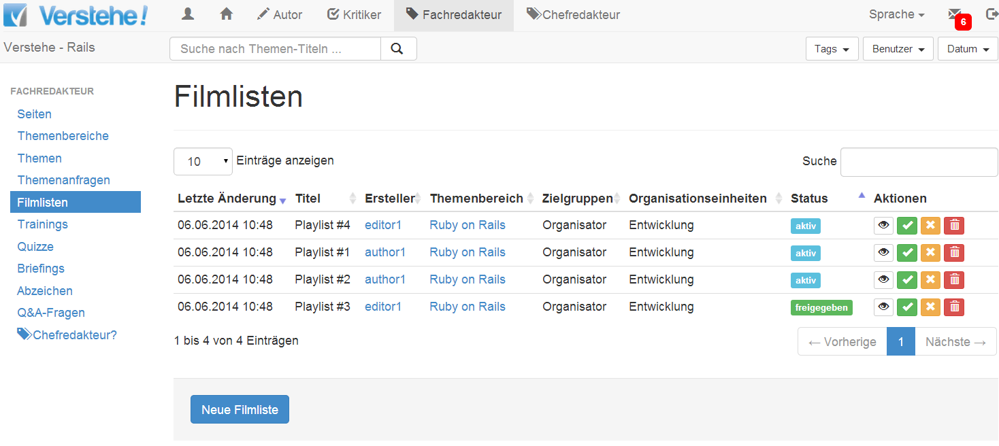 Verstehe! Autor Kritiker Fachredakteur Chefredakteur Sprache 6
Verstehe - Rails Suche nach Themen-Titeln ... Tags Benutzer Datum
FACHREDAKTEUR
Seiten
Themenbereiche
Themen
Themenanfragen
Filmlisten
Trainings
Quizze
Briefings
Abzeichen
Q&A-Fragen
Chefredakteur?
Filmlisten
10 Einträge anzeigen Suche
Letzte Änderung Titel Ersteller Themenbereich Zielgruppen Organisationseinheiten Status Aktionen
06.06.2014 10:48 Playlist #4 editor1 Ruby on Rails Organisator Entwicklung aktiv
06.06.2014 10:48 Playlist #1 author1 Ruby on Rails Organisator Entwicklung aktiv
06.06.2014 10:48 Playlist #2 author1 Ruby on Rails Organisator Entwicklung aktiv
06.06.2014 10:48 Playlist #3 editor1 Ruby on Rails Organisator Entwicklung freigegeben
1 bis 4 von 4 Einträgen ← Vorherige 1 Nächste →
Neue Filmliste